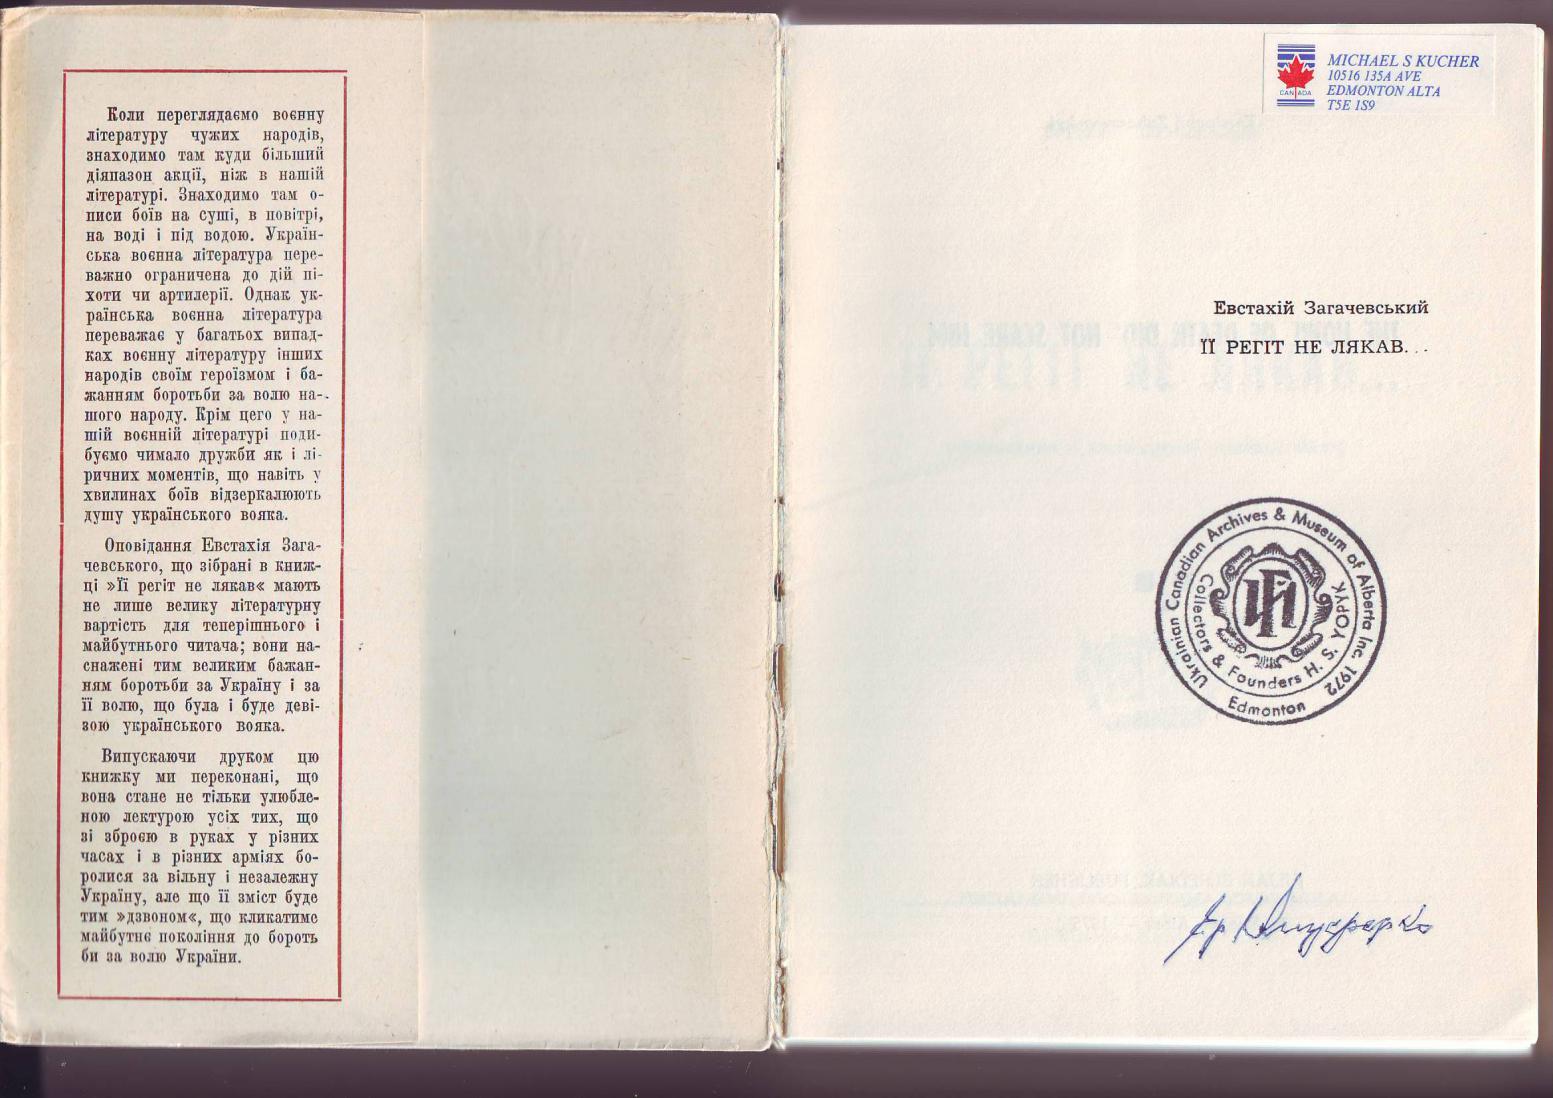 Коли переглядаємо воєнну
літературу чужих народів,
знаходимо там куди більший
діяпазон акції, ніж в нашій
літературі. Знаходимо там о-
писи боїв на суші, в повітрі,
на воді і під водою. Україн-
ська воєнна література пере-
важно ограничена до дій пі-
хоти чи артилерії. Однак ук-
раїнська воєнна література
переважає у багатьох випад-
ках воєнну літературу інших
народів своїм героїзмом і ба-
жанням боротьби за волю на-
шого народу. Крім цего у на-
шій воєнній літературі поди-
буємо чимало дружби як і лі-
ричних моментів, що навіть у
хвилинах боїв відзеркалюють
душу українського вояка.
Оповідання Евстахія Зага-
чевського, що зібрані в книж-
ці »Її регіт не лякав« мають
не лише велику літературну
вартість для теперішнього і
майбутнього читача; вони на-
снажені тим великим бажан-
ням боротьби за Україну і за
її волю, що була і буде деві-
зою українського вояка.
Випускаючи друком цю
книжку ми переконані, що
вона стане не тільки улюбле-
ною лектурою усіх тих, що
зі зброєю в руках у різних
часах і в різних арміях бо-
ролися за вільну і незалежну
Україну, але що її зміст буде
тим »дзвоном«, що кликатиме
майбутнє покоління до бороть
би за волю України.
CANADA
MICHAEL S KUCHER
10516 135A AVE
EDMONTON ALTA
T5E 1S9
Евстахій Загачевський
ЇЇ РЕГІТ НЕ ЛЯКАВ...
Ukrainian Canadian Archives & Museum of Alberta Inc. 1972
Edmonton
Collectors & Founders H. S. ЙОРУК